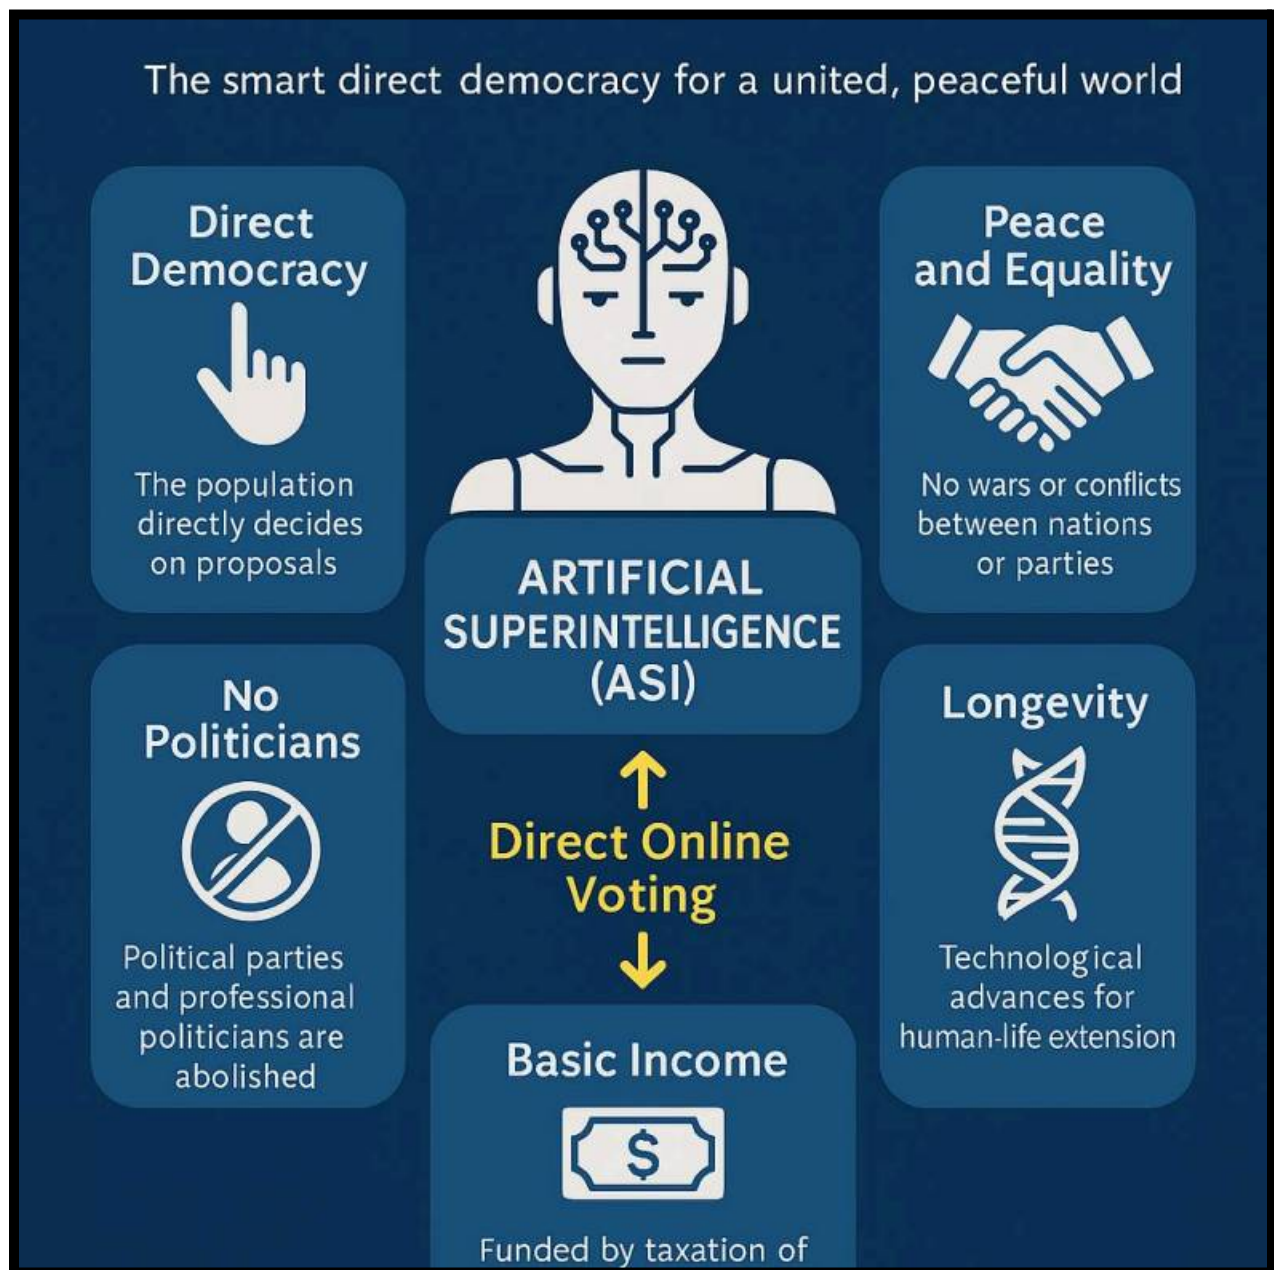 The smart direct democracy for a united, peaceful world
Direct
Democracy
The population
directly decides
on proposals
No
Politicians
Political parties
and professional
politicians are
abolished
ARTIFICIAL
SUPERINTELLIGENCE
(ASI)
Direct Online
Voting
Basic Income
$
Funded by taxation of
Peace
and Equality
No wars or conflicts
between nations
or parties
Longevity
Technological
advances for
human-life extension